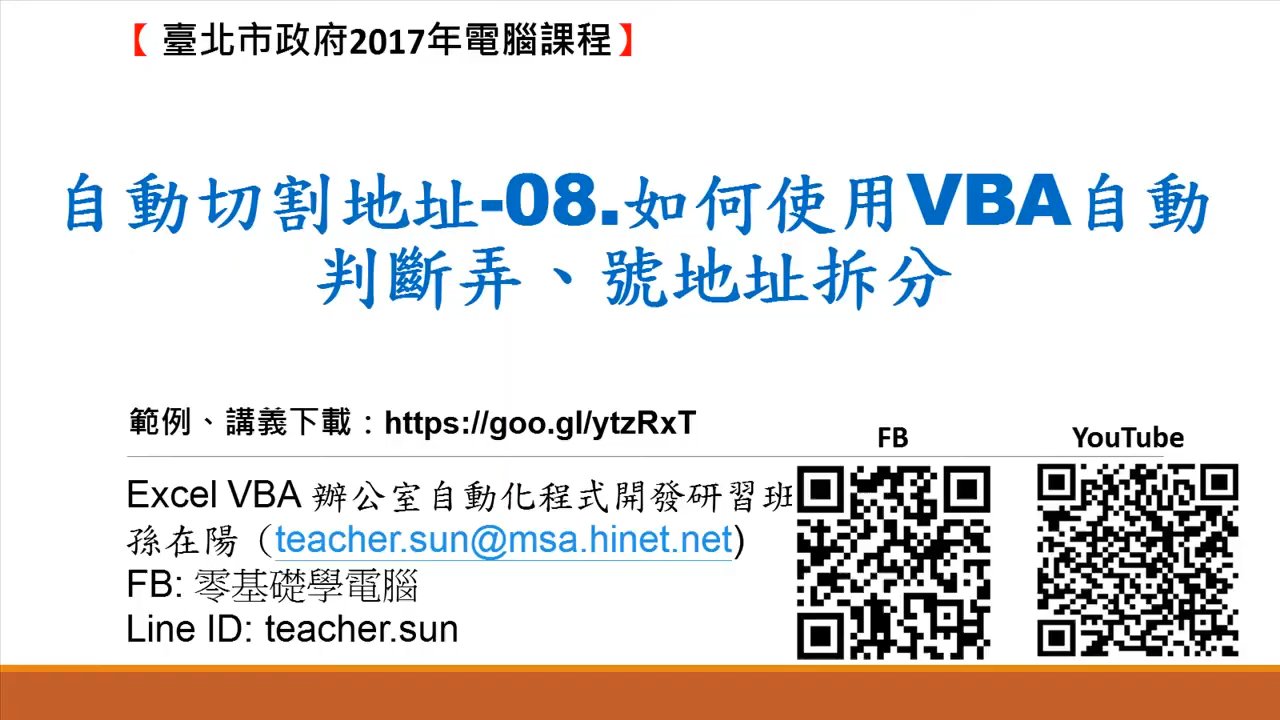 【 臺北市政府2017年電腦課程】
自動切割地址-08.如何使用VBA自動
判斷弄、號地址拆分
範例、講義下載：https://goo.gl/ytzRxT
FB
YouTube
Excel VBA 辦公室自動化程式開發研習班
孫在陽（teacher.sun@msa.hinet.net)
FB: 零基礎學電腦
Line ID: teacher.sun